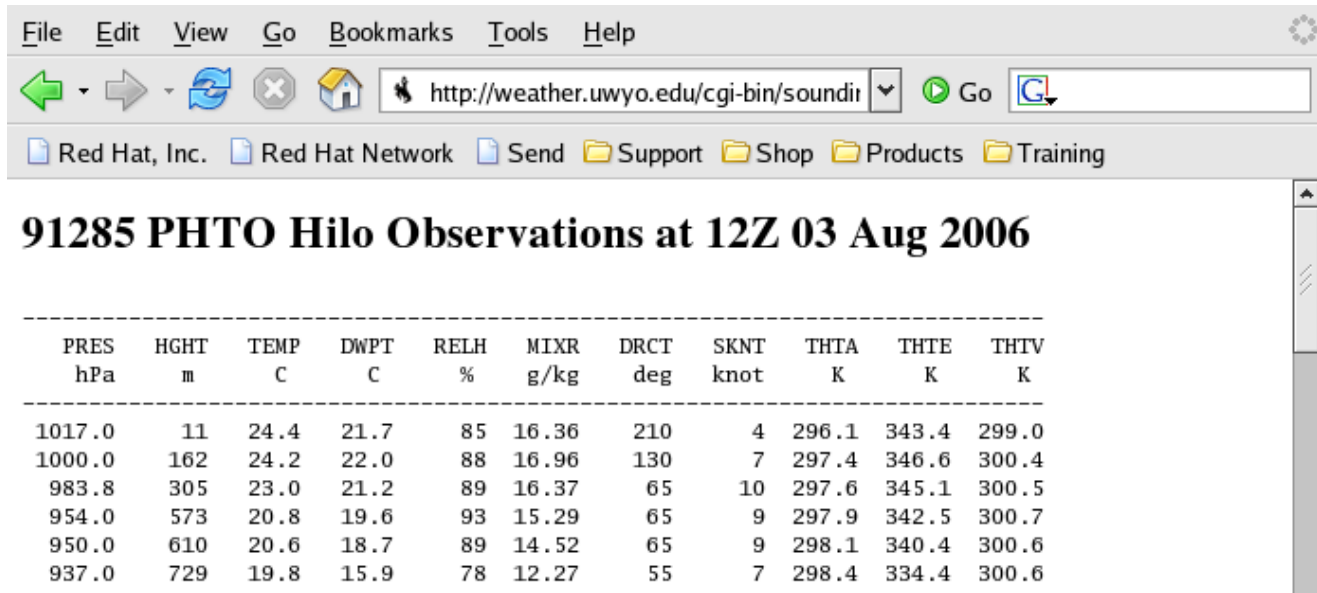 File Edit View Go Bookmarks Tools Help
http://weather.uwyo.edu/cgi-bin/soundir Go G
Red Hat, Inc. Red Hat Network Send Support Shop Products Training
91285 PHTO Hilo Observations at 12Z 03 Aug 2006
-----------------------------------------------------------------------------
PRES HGHT TEMP DWPT RELH MIXR DRCT SKNT THTA THTE THTV
hPa m C C % g/kg deg knot K K K
-----------------------------------------------------------------------------
1017.0 11 24.4 21.7 85 16.36 210 4 296.1 343.4 299.0
1000.0 162 24.2 22.0 88 16.96 130 7 297.4 346.6 300.4
983.8 305 23.0 21.2 89 16.37 65 10 297.6 345.1 300.5
954.0 573 20.8 19.6 93 15.29 65 9 297.9 342.5 300.7
950.0 610 20.6 18.7 89 14.52 65 9 298.1 340.4 300.6
937.0 729 19.8 15.9 78 12.27 55 7 298.4 334.4 300.6